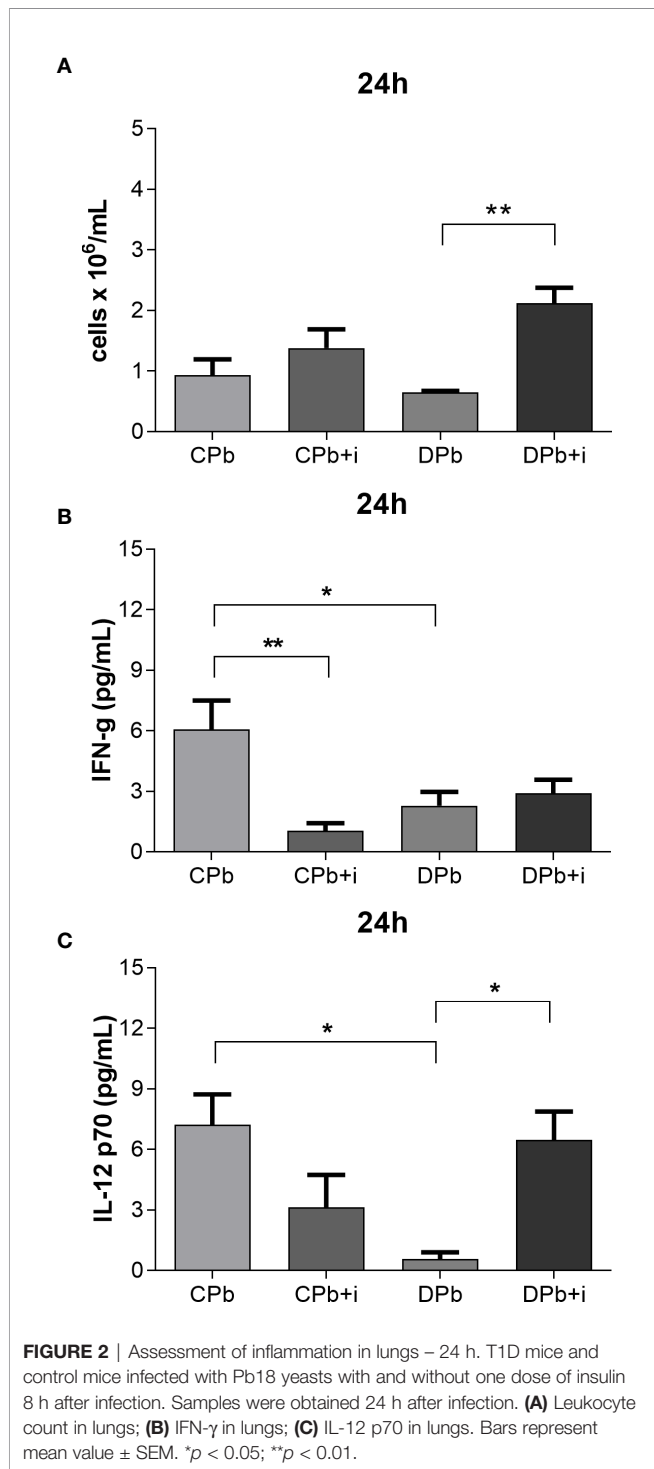 A
24h
cells x 10⁶/mL
5
4
3
2
1
0
**
CPb CPb+i DPb DPb+i
B
24h
IFN-g (pg/mL)
15
12
9
6
3
0
*
**
CPb CPb+i DPb DPb+i
C
24h
IL-12 p70 (pg/mL)
15
12
9
6
3
0
*
*
CPb CPb+i DPb DPb+i
FIGURE 2 | Assessment of inflammation in lungs – 24 h. T1D mice and
control mice infected with Pb18 yeasts with and without one dose of insulin
8 h after infection. Samples were obtained 24 h after infection. (A) Leukocyte
count in lungs; (B) IFN-γ in lungs; (C) IL-12 p70 in lungs. Bars represent
mean value ± SEM. *p < 0.05; **p < 0.01.